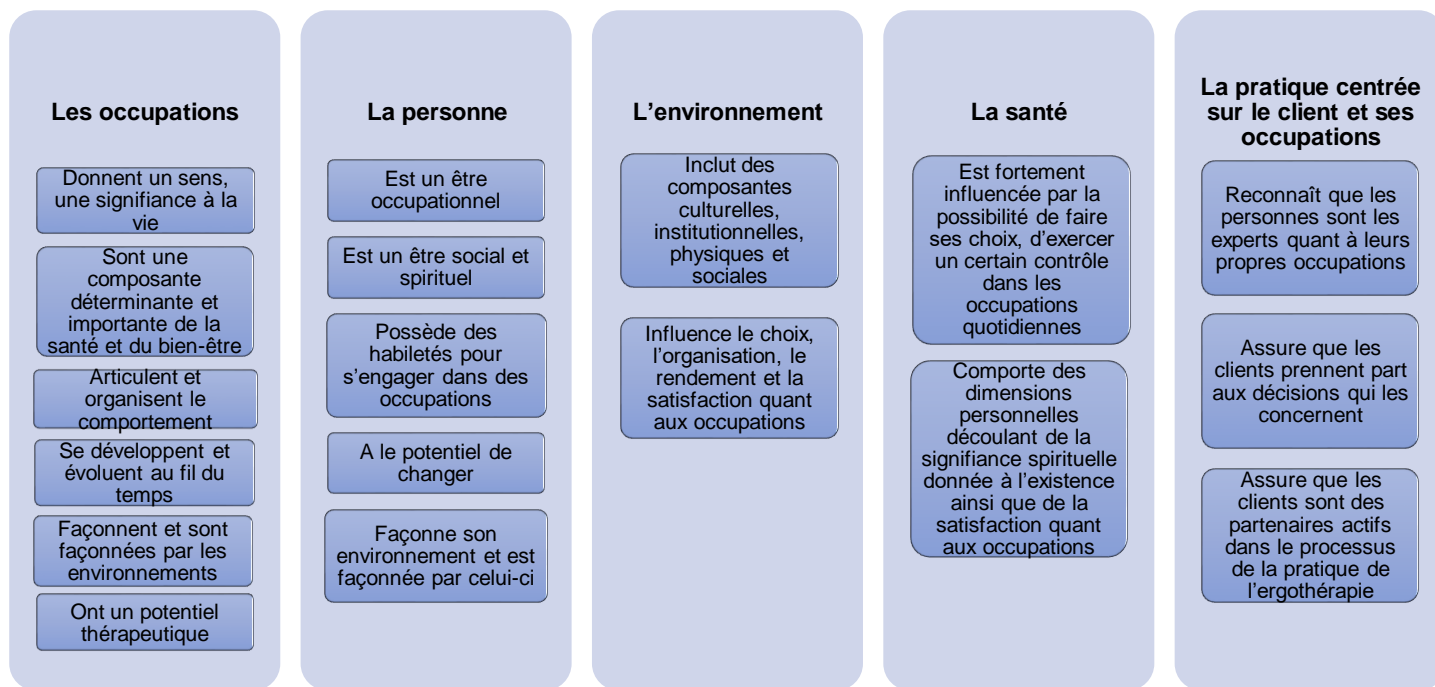 Les occupations
Donnent un sens,
une signifiance à la
vie
Sont une
composante
déterminante et
importante de la
santé et du bien-être
Articulent et
organisent le
comportement
Se développent et
évoluent au fil du
temps
Façonnent et sont
façonnées par les
environnements
Ont un potentiel
thérapeutique
La personne
Est un être
occupationnel
Est un être social et
spirituel
Possède des
habiletés pour
s’engager dans des
occupations
A le potentiel de
changer
Façonne son
environnement et est
façonnée par celui-ci
L’environnement
Inclut des
composantes
culturelles,
institutionnelles,
physiques et
sociales
Influence le choix,
l’organisation, le
rendement et la
satisfaction quant
aux occupations
La santé
Est fortement
influencée par la
possibilité de faire
ses choix, d’exercer
un certain contrôle
dans les
occupations
quotidiennes
Comporte des
dimensions
personnelles
découlant de la
signifiance spirituelle
donnée à l’existence
ainsi que de la
satisfaction quant
aux occupations
La pratique centrée
sur le client et ses
occupations
Reconnaît que les
personnes sont les
experts quant à leurs
propres occupations
Assure que les
clients prennent part
aux décisions qui les
concernent
Assure que les
clients sont des
partenaires actifs
dans le processus
de la pratique de
l’ergothérapie